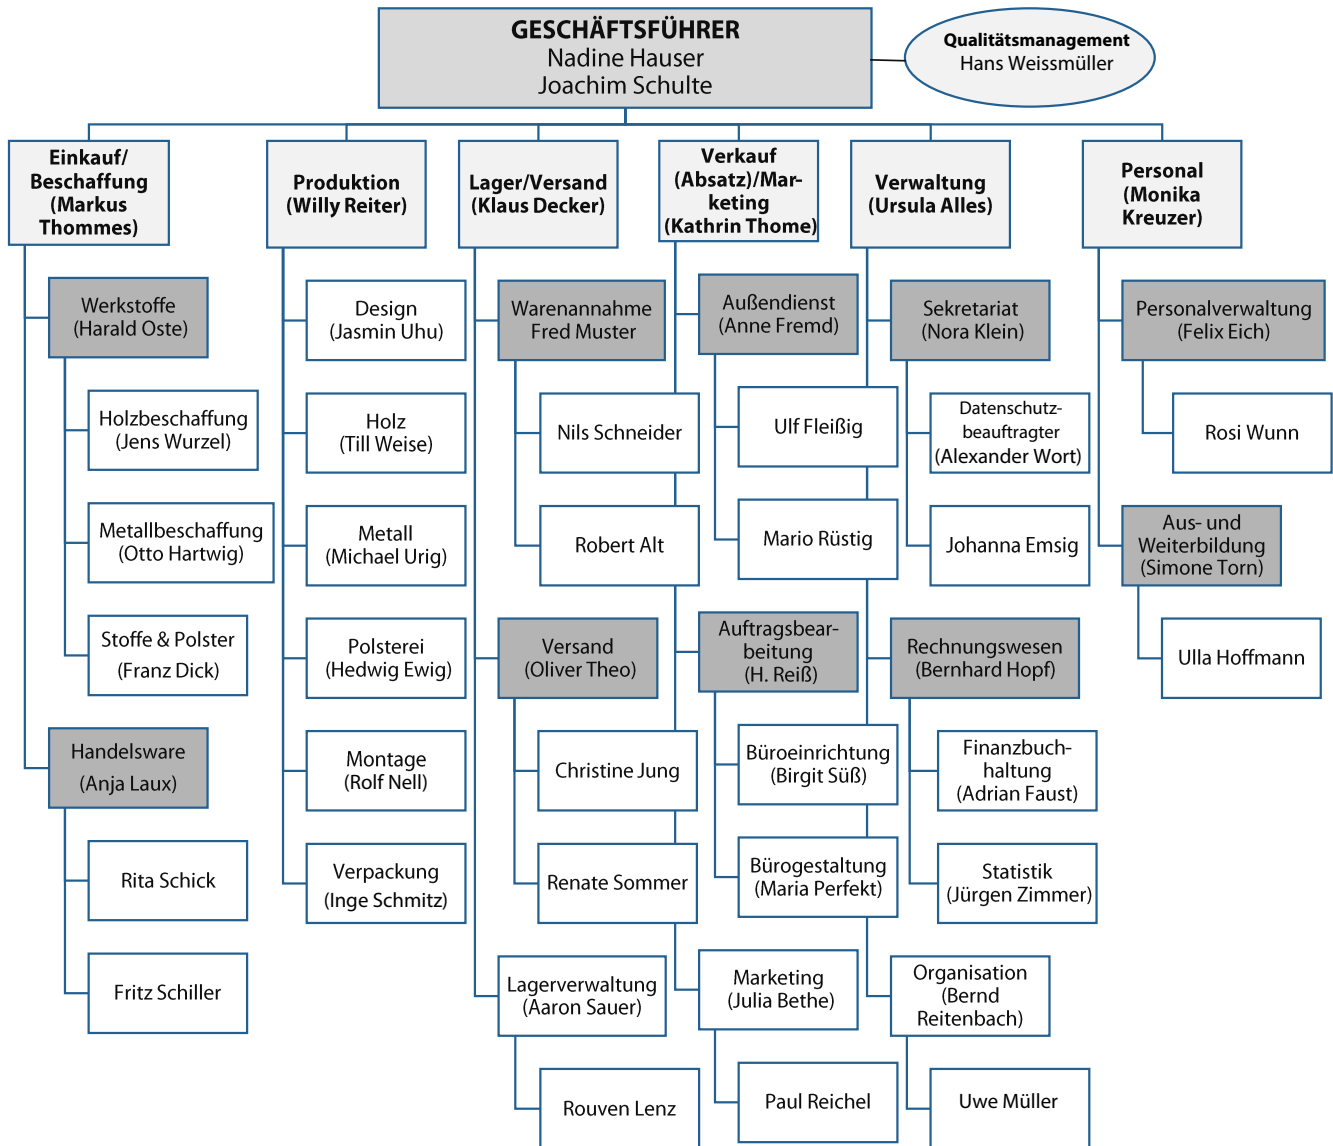 GESCHÄFTSFÜHRER
Nadine Hauser
Joachim Schulte
Qualitätsmanagement
Hans Weissmüller
Einkauf/
Beschaffung
(Markus
Thommes)
Werkstoffe
(Harald Oste)
Holzbeschaffung
(Jens Wurzel)
Metallbeschaffung
(Otto Hartwig)
Stoffe & Polster
(Franz Dick)
Handelsware
(Anja Laux)
Rita Schick
Fritz Schiller
Produktion
(Willy Reiter)
Design
(Jasmin Uhu)
Holz
(Till Weise)
Metall
(Michael Urig)
Polsterei
(Hedwig Ewig)
Montage
(Rolf Nell)
Verpackung
(Inge Schmitz)
Lager/Versand
(Klaus Decker)
Warenannahme
Fred Muster
Nils Schneider
Robert Alt
Versand
(Oliver Theo)
Christine Jung
Renate Sommer
Lagerverwaltung
(Aaron Sauer)
Rouven Lenz
Verkauf
(Absatz)/Mar-
keting
(Kathrin Thome)
Außendienst
(Anne Fremd)
Ulf Fleißig
Mario Rüstig
Auftragsbear-
beitung
(H. Reiß)
Büroeinrichtung
(Birgit Süß)
Bürogestaltung
(Maria Perfekt)
Marketing
(Julia Bethe)
Paul Reichel
Verwaltung
(Ursula Alles)
Sekretariat
(Nora Klein)
Datenschutz-
beauftragter
(Alexander Wort)
Johanna Emsig
Rechnungswesen
(Bernhard Hopf)
Finanzbuch-
haltung
(Adrian Faust)
Statistik
(Jürgen Zimmer)
Organisation
(Bernd
Reitenbach)
Uwe Müller
Personal
(Monika
Kreuzer)
Personalverwaltung
(Felix Eich)
Rosi Wunn
Aus- und
Weiterbildung
(Simone Torn)
Ulla Hoffmann